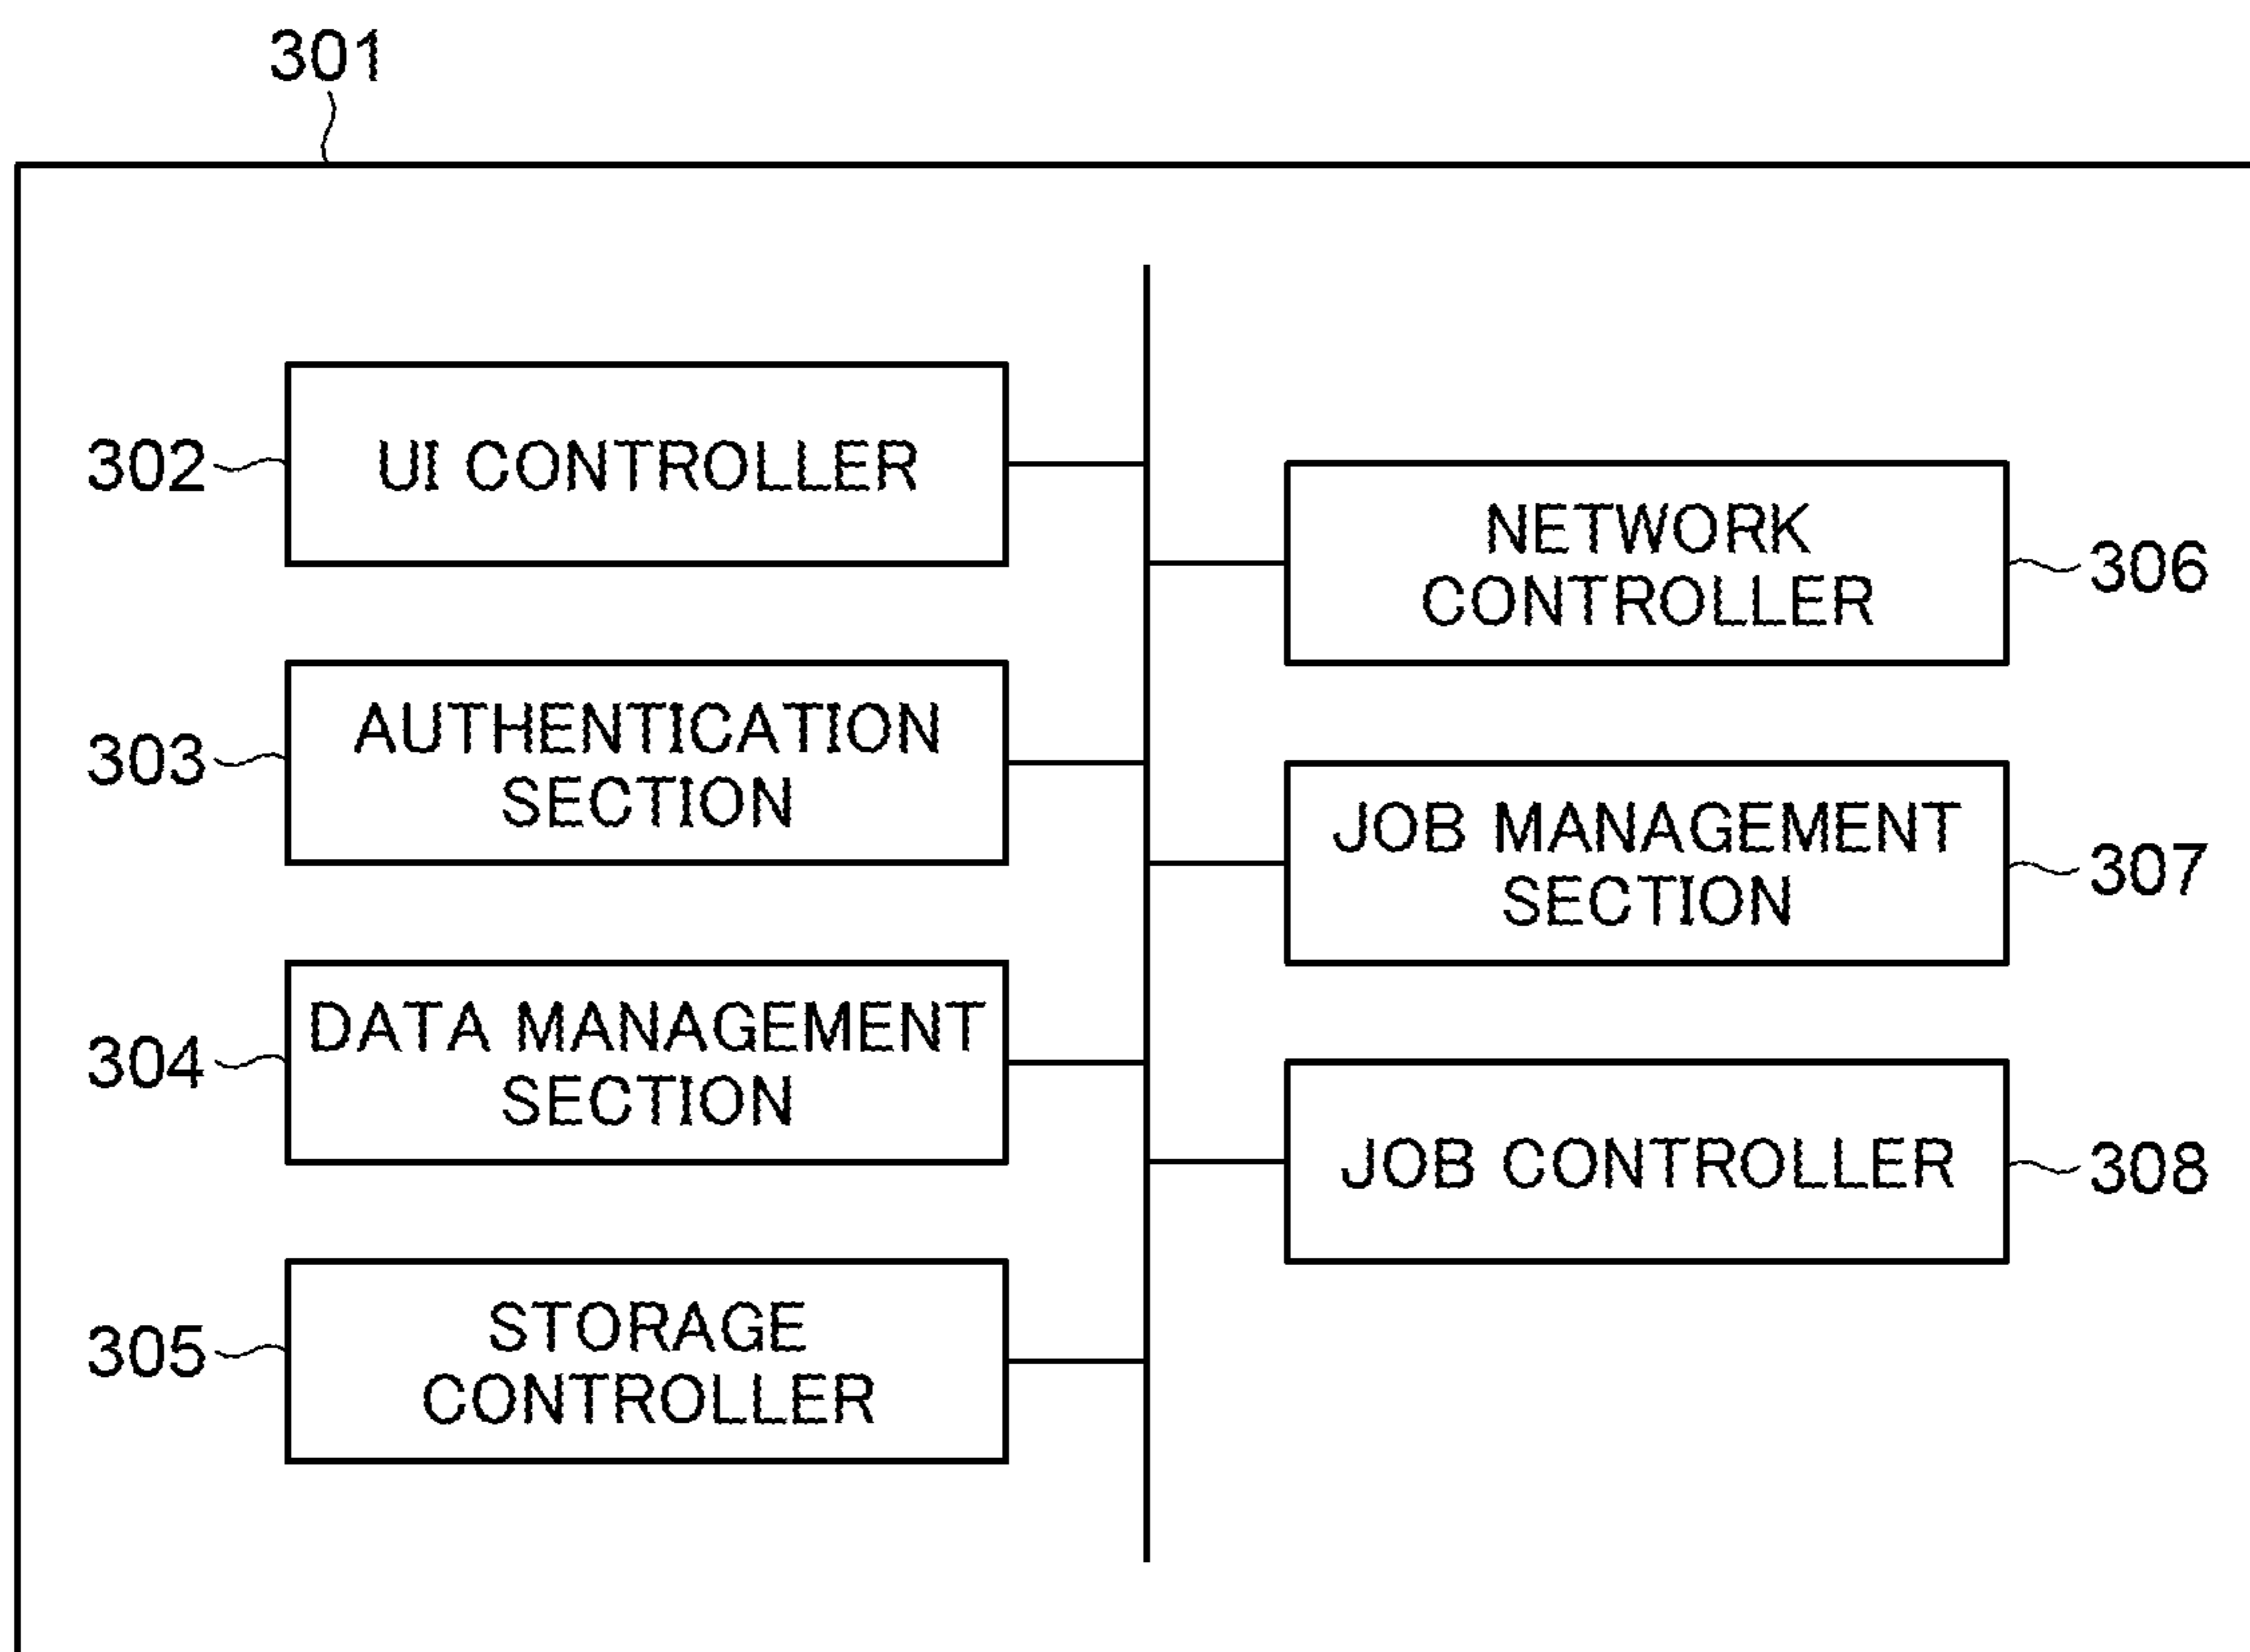 301
302
UI CONTROLLER
303
AUTHENTICATION
SECTION
304
DATA MANAGEMENT
SECTION
305
STORAGE
CONTROLLER
NETWORK
CONTROLLER
306
JOB MANAGEMENT
SECTION
307
JOB CONTROLLER
308